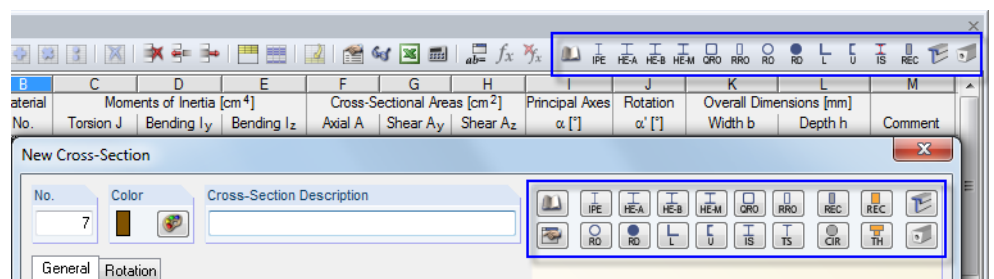 IPE HE-A HE-B HE-M QRO RRO RO RD L U IS REC
B C D E F G H I J K L M
aterial Moments of Inertia [cm⁴] Cross-Sectional Areas [cm²] Principal Axes Rotation Overall Dimensions [mm]
No. Torsion J Bending Iy Bending Iz Axial A Shear Ay Shear Az α [°] α' [°] Width b Depth h Comment
New Cross-Section
No. Color Cross-Section Description
IPE HE-A HE-B HE-M QRO RRO REC REC
7
RO RD L U IS TS CIR TH
General Rotation